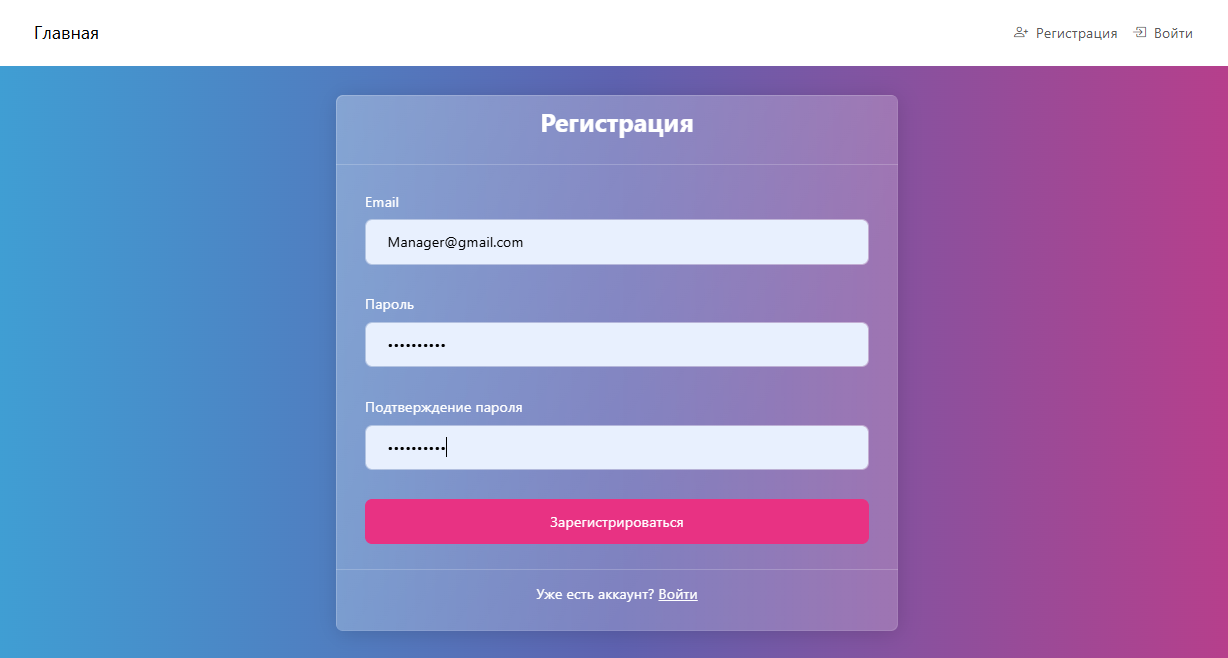 Главная
Регистрация
Войти
Регистрация
Email
Manager@gmail.com
Пароль
••••••••••
Подтверждение пароля
••••••••••
Зарегистрироваться
Уже есть аккаунт? Войти